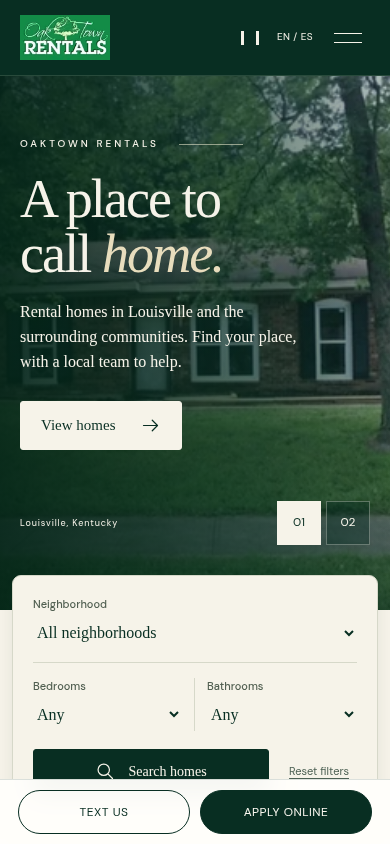 Oak Town
RENTALS
EN / ES
OAKTOWN RENTALS
A place to
call home.
Rental homes in Louisville and the
surrounding communities. Find your place,
with a local team to help.
View homes
Louisville, Kentucky
01
02
Neighborhood
All neighborhoods
Bedrooms
Bathrooms
Any
Any
Search homes
Reset filters
TEXT US
APPLY ONLINE